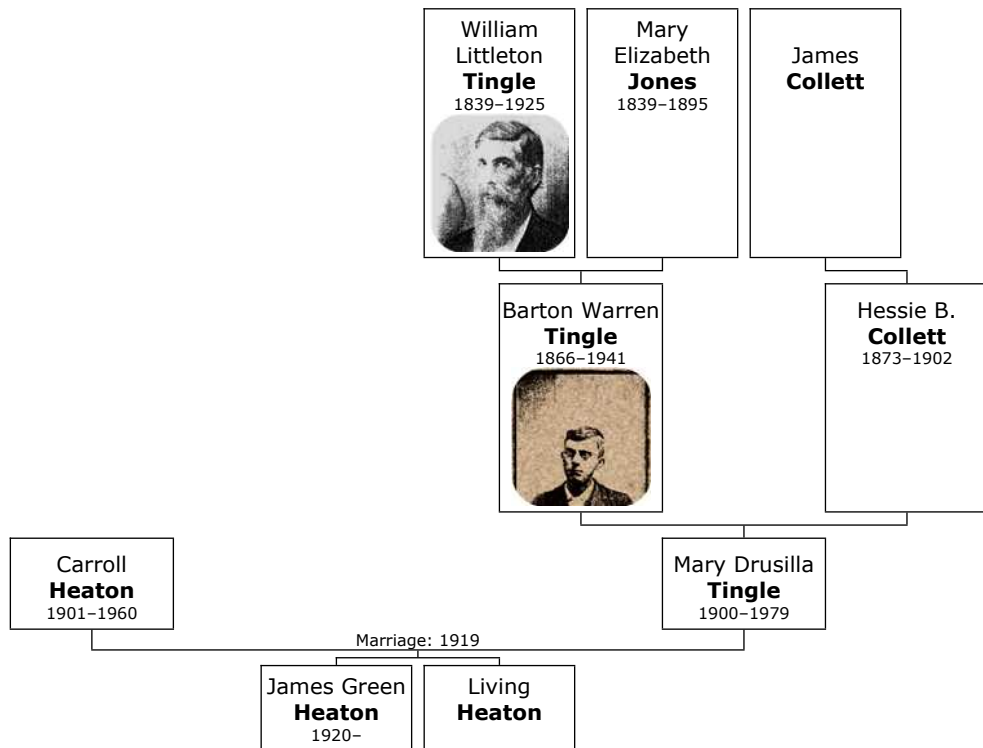 William
Littleton
Tingle
1839–1925
Mary
Elizabeth
Jones
1839–1895
James
Collett
Barton Warren
Tingle
1866–1941
Hessie B.
Collett
1873–1902
Carroll
Heaton
1901–1960
Mary Drusilla
Tingle
1900–1979
Marriage: 1919
James Green
Heaton
1920–
Living
Heaton